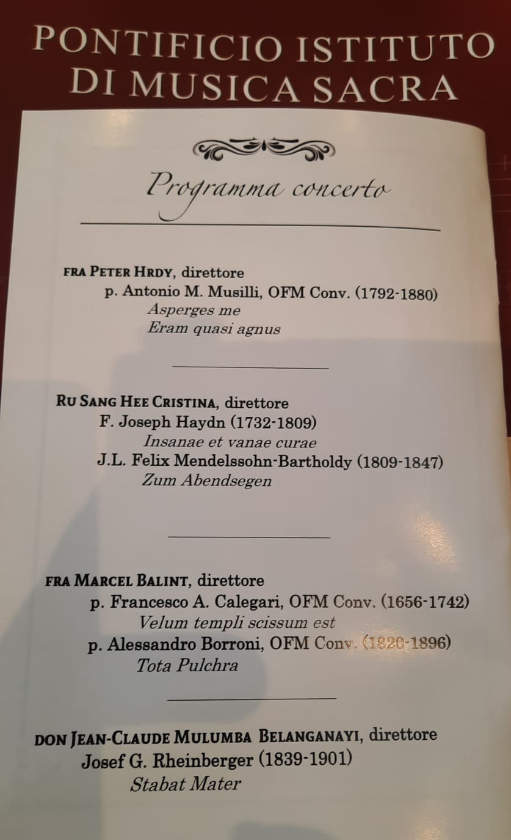 PONTIFICIO ISTITUTO
DI MUSICA SACRA
Programma concerto
FRA PETER HRDY, direttore
p. Antonio M. Musilli, OFM Conv. (1792-1880)
Asperges me
Eram quasi agnus
RU SANG HEE CRISTINA, direttore
F. Joseph Haydn (1732-1809)
Insanae et vanae curae
J.L. Felix Mendelssohn-Bartholdy (1809-1847)
Zum Abendsegen
FRA MARCEL BALINT, direttore
p. Francesco A. Calegari, OFM Conv. (1656-1742)
Velum templi scissum est
p. Alessandro Borroni, OFM Conv. (1820-1896)
Tota Pulchra
DON JEAN-CLAUDE MULUMBA BELANGANAYI, direttore
Josef G. Rheinberger (1839-1901)
Stabat Mater